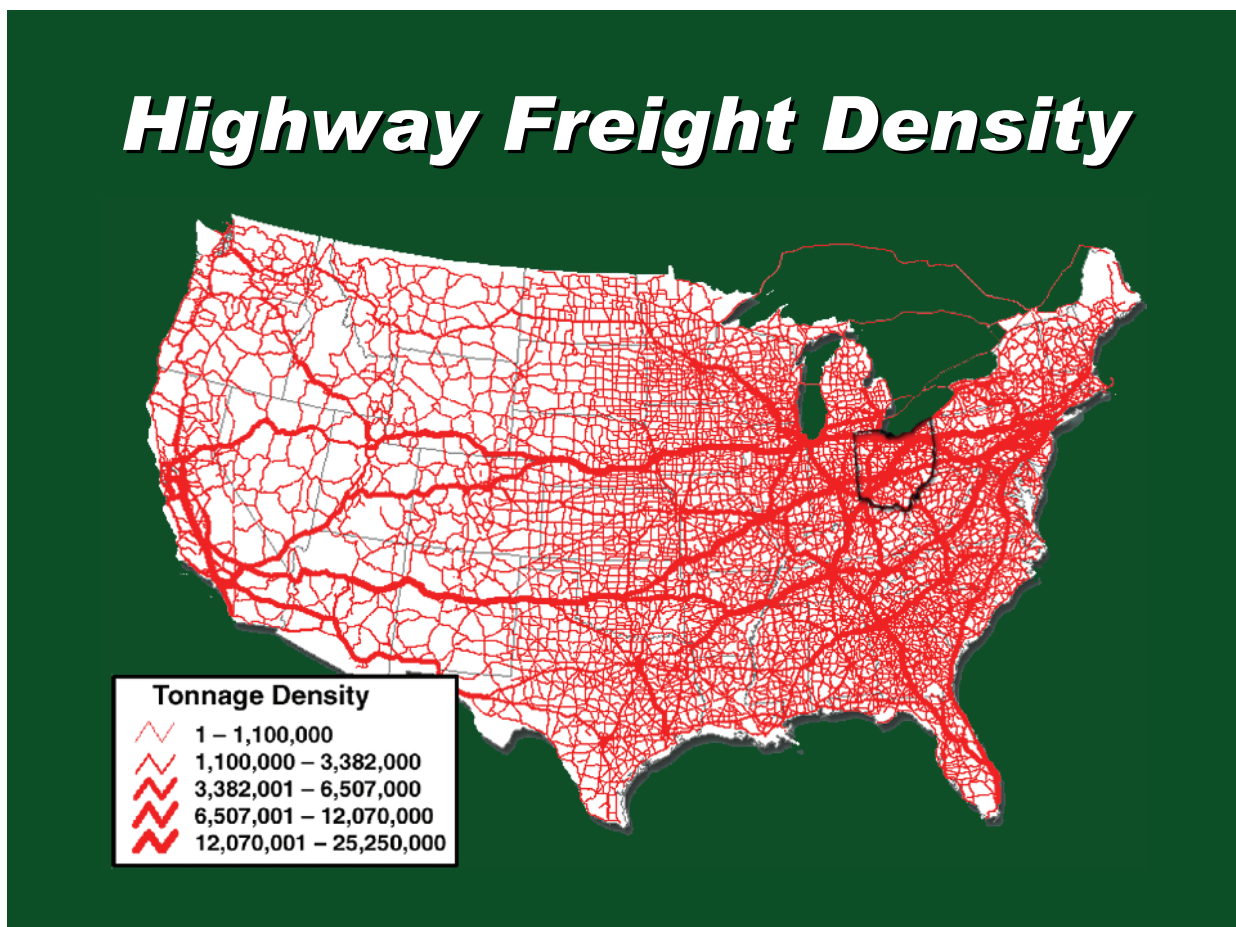 Highway Freight Density
Tonnage Density
1 – 1,100,000
1,100,000 – 3,382,000
3,382,001 – 6,507,000
6,507,001 – 12,070,000
12,070,001 – 25,250,000